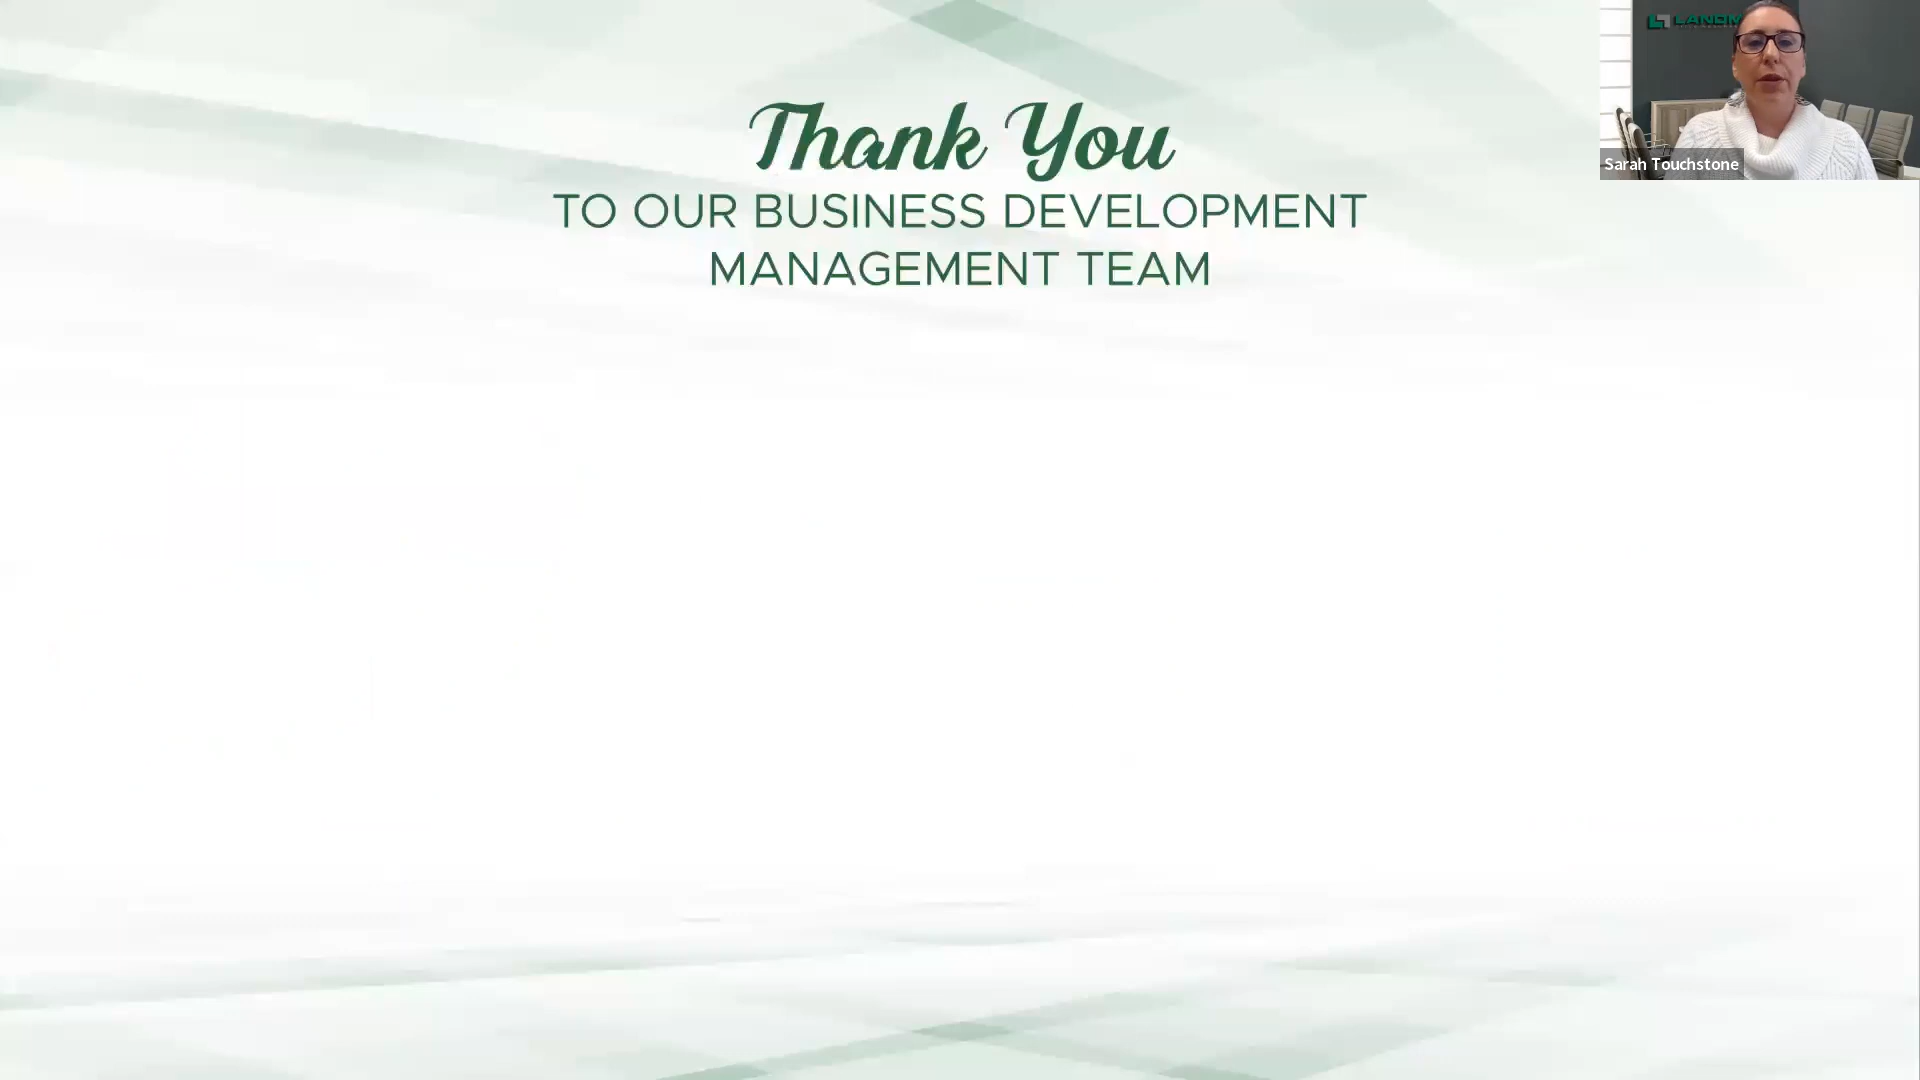 Thank You
TO OUR BUSINESS DEVELOPMENT
MANAGEMENT TEAM
Sarah Touchstone